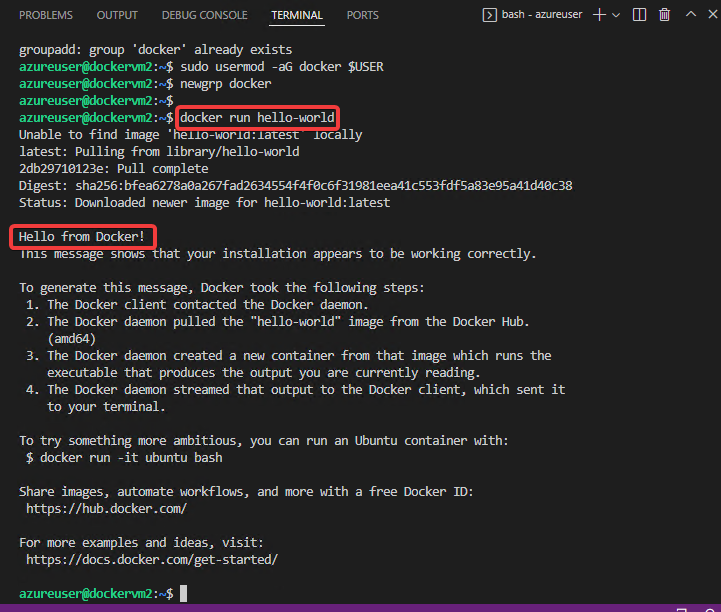 PROBLEMS OUTPUT DEBUG CONSOLE TERMINAL PORTS bash - azureuser
groupadd: group 'docker' already exists
azureuser@dockervm2:~$ sudo usermod -aG docker $USER
azureuser@dockervm2:~$ newgrp docker
azureuser@dockervm2:~$
azureuser@dockervm2:~$ docker run hello-world
Unable to find image 'hello-world:latest' locally
latest: Pulling from library/hello-world
2db29710123e: Pull complete
Digest: sha256:bfea6278a0a267fad2634554f4f0c6f31981eea41c553fdf5a83e95a41d40c38
Status: Downloaded newer image for hello-world:latest
Hello from Docker!
This message shows that your installation appears to be working correctly.
To generate this message, Docker took the following steps:
1. The Docker client contacted the Docker daemon.
2. The Docker daemon pulled the "hello-world" image from the Docker Hub.
(amd64)
3. The Docker daemon created a new container from that image which runs the
executable that produces the output you are currently reading.
4. The Docker daemon streamed that output to the Docker client, which sent it
to your terminal.
To try something more ambitious, you can run an Ubuntu container with:
$ docker run -it ubuntu bash
Share images, automate workflows, and more with a free Docker ID:
https://hub.docker.com/
For more examples and ideas, visit:
https://docs.docker.com/get-started/
azureuser@dockervm2:~$